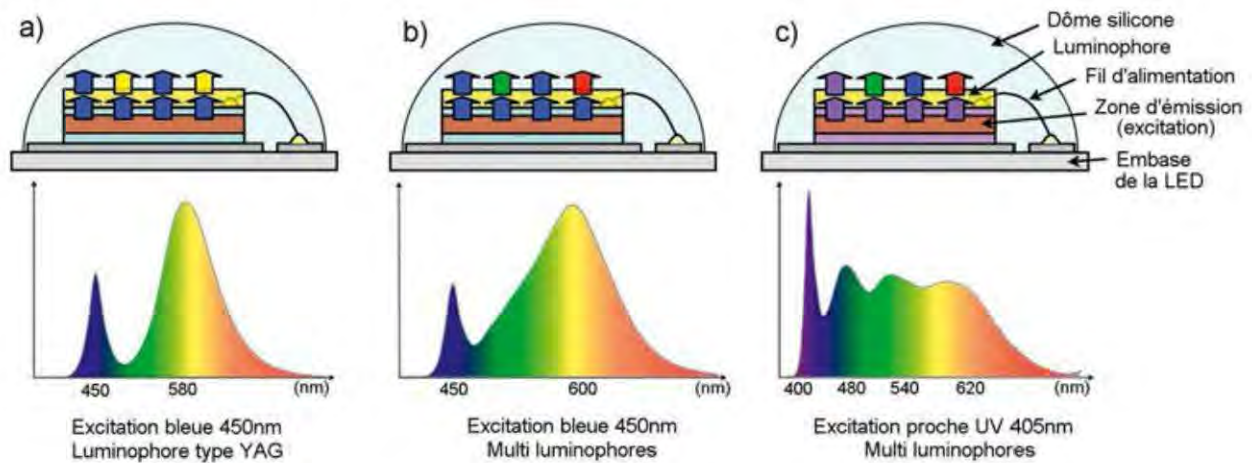 a)
b)
c)
Dôme silicone
Luminophore
Fil d'alimentation
Zone d'émission
(excitation)
Embase
de la LED
450
580
(nm)
450
600
(nm)
400
480
540
620
(nm)
Excitation bleue 450nm
Luminophore type YAG
Excitation bleue 450nm
Multi luminophores
Excitation proche UV 405nm
Multi luminophores